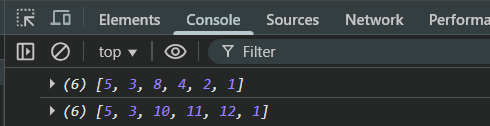 Elements Console Sources Network Performa
top Filter
(6) [5, 3, 8, 4, 2, 1]
(6) [5, 3, 10, 11, 12, 1]